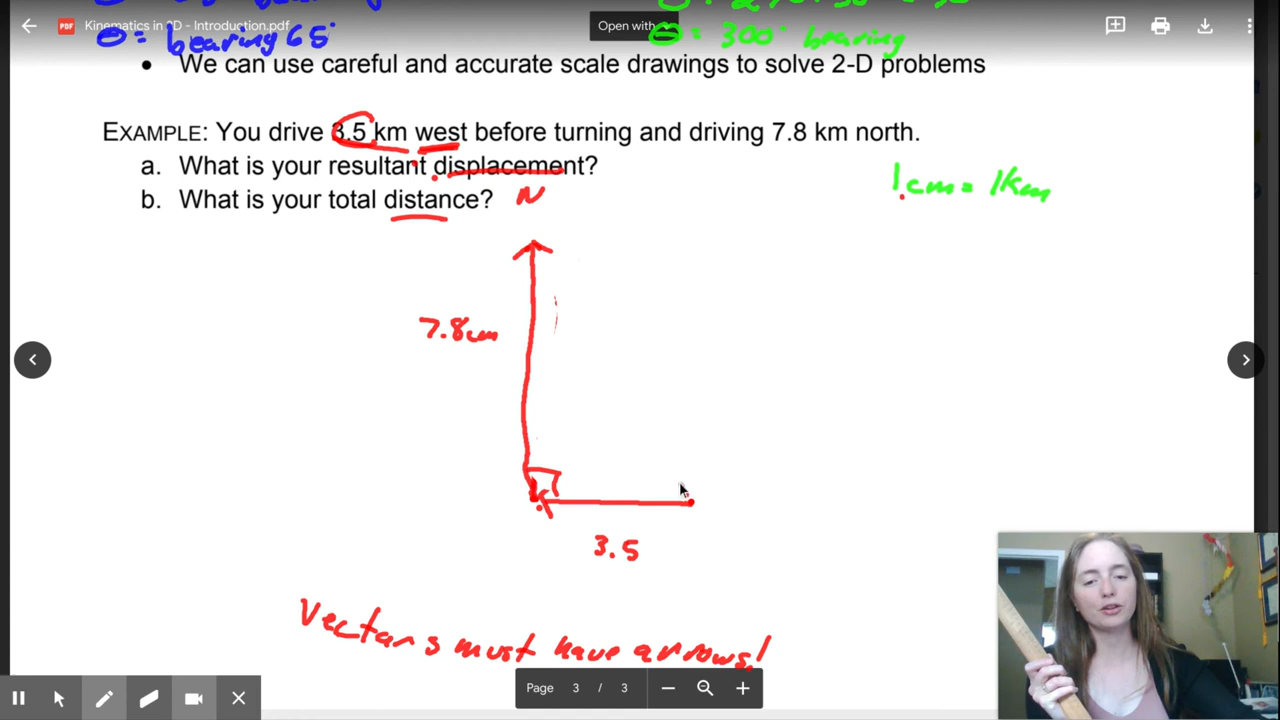 Kinematics in 2D - Introduction.pdf
PDF
Open with
θ = bearing 65°
θ = 300° bearing
• We can use careful and accurate scale drawings to solve 2-D problems
EXAMPLE: You drive 3.5 km west before turning and driving 7.8 km north.
a. What is your resultant displacement?
b. What is your total distance?
1cm = 1km
N
7.8cm
3.5
Vectors must have arrows!
Page 3 / 3